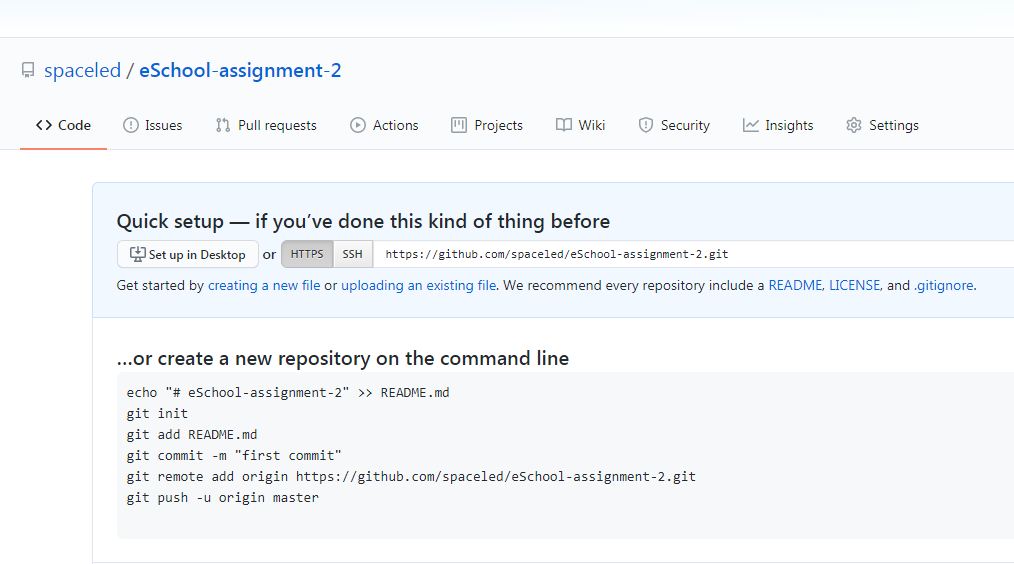 spaceled / eSchool-assignment-2
Code Issues Pull requests Actions Projects Wiki Security Insights Settings
Quick setup — if you’ve done this kind of thing before
Set up in Desktop or HTTPS SSH https://github.com/spaceled/eSchool-assignment-2.git
Get started by creating a new file or uploading an existing file. We recommend every repository include a README, LICENSE, and .gitignore.
…or create a new repository on the command line
echo "# eSchool-assignment-2" >> README.md
git init
git add README.md
git commit -m "first commit"
git remote add origin https://github.com/spaceled/eSchool-assignment-2.git
git push -u origin master